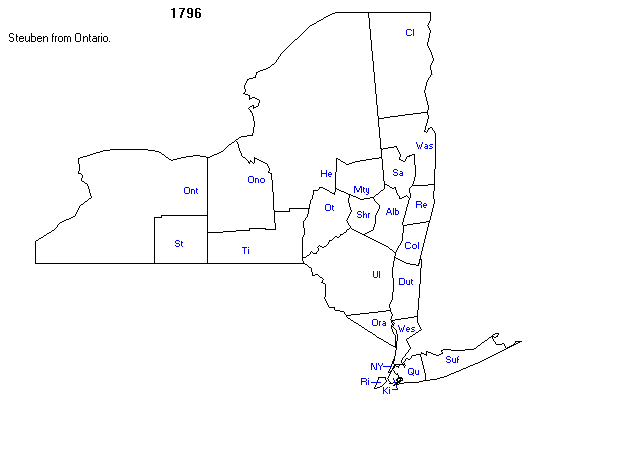 1796
Steuben from Ontario.
Cl
Was
Sa
He
Mty
Ono
Ont
Ot
Shr
Alb
Re
St
Ti
Col
Ul
Dut
Ora
Wes
Suf
NY
Qu
Ri
Ki